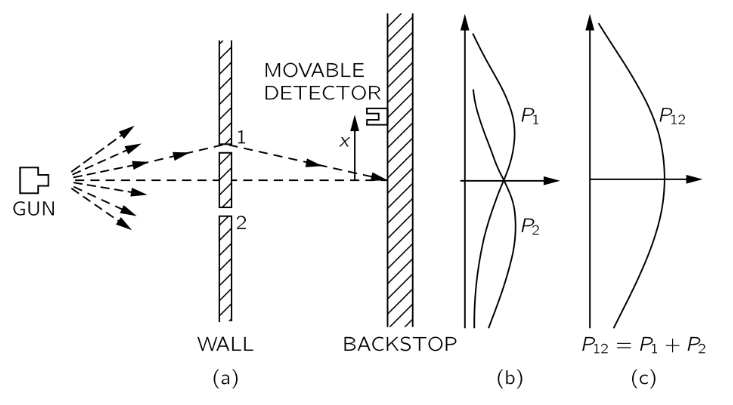 MOVABLE
DETECTOR
x
1
2
GUN
WALL
BACKSTOP
(a)
P₁
P₂
(b)
P₁₂
P₁₂ = P₁ + P₂
(c)